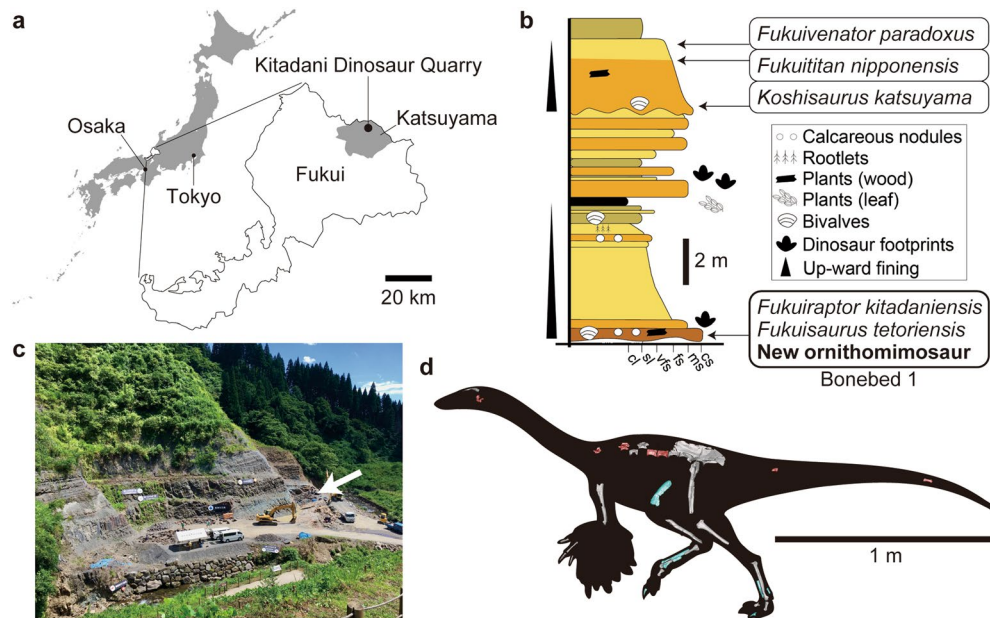 a
Kitadani Dinosaur Quarry
Osaka
Katsuyama
Tokyo
Fukui
20 km
b
Fukuivenator paradoxus
Fukuititan nipponensis
Koshisaurus katsuyama
Calcareous nodules
Rootlets
Plants (wood)
Plants (leaf)
Bivalves
Dinosaur footprints
Up-ward fining
2 m
Fukuiraptor kitadaniensis
Fukuisaurus tetoriensis
New ornithomimosaur
Bonebed 1
cl
sl
vfs
fs
ms
cs
c
d
1 m